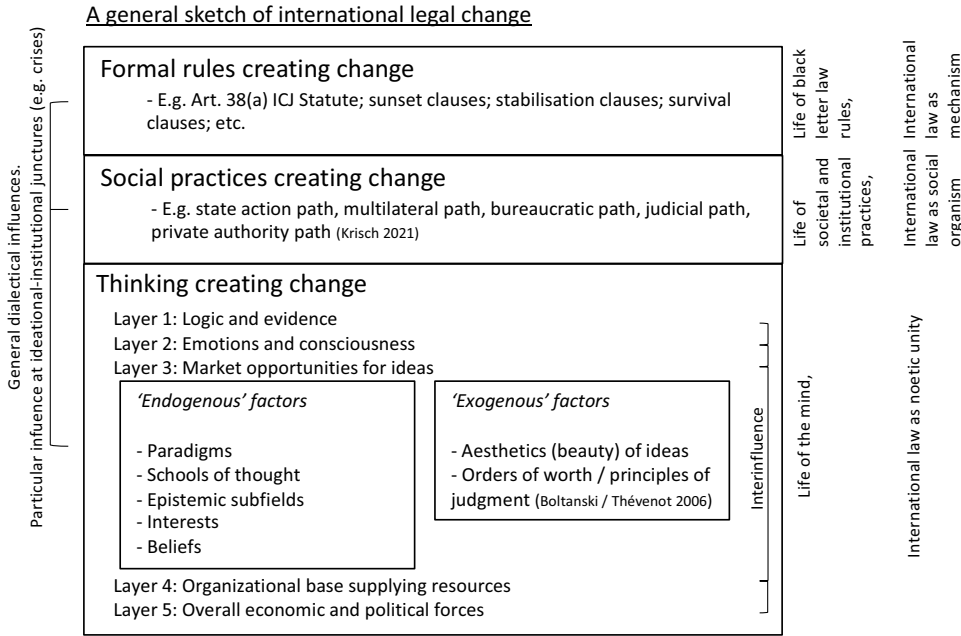 A general sketch of international legal change
General dialectical influences.
Particular infuence at ideational-institutional junctures (e.g. crises)
Formal rules creating change
- E.g. Art. 38(a) ICJ Statute; sunset clauses; stabilisation clauses; survival
clauses; etc.
Life of black
letter law
rules,
International
law as
mechanism
Social practices creating change
- E.g. state action path, multilateral path, bureaucratic path, judicial path,
private authority path (Krisch 2021)
Life of
societal and
institutional
practices,
International
law as social
organism
Thinking creating change
Layer 1: Logic and evidence
Layer 2: Emotions and consciousness
Layer 3: Market opportunities for ideas
‘Endogenous’ factors
- Paradigms
- Schools of thought
- Epistemic subfields
- Interests
- Beliefs
‘Exogenous’ factors
- Aesthetics (beauty) of ideas
- Orders of worth / principles of
judgment (Boltanski / Thévenot 2006)
Layer 4: Organizational base supplying resources
Layer 5: Overall economic and political forces
Interinfluence
Life of the mind,
International law as noetic unity